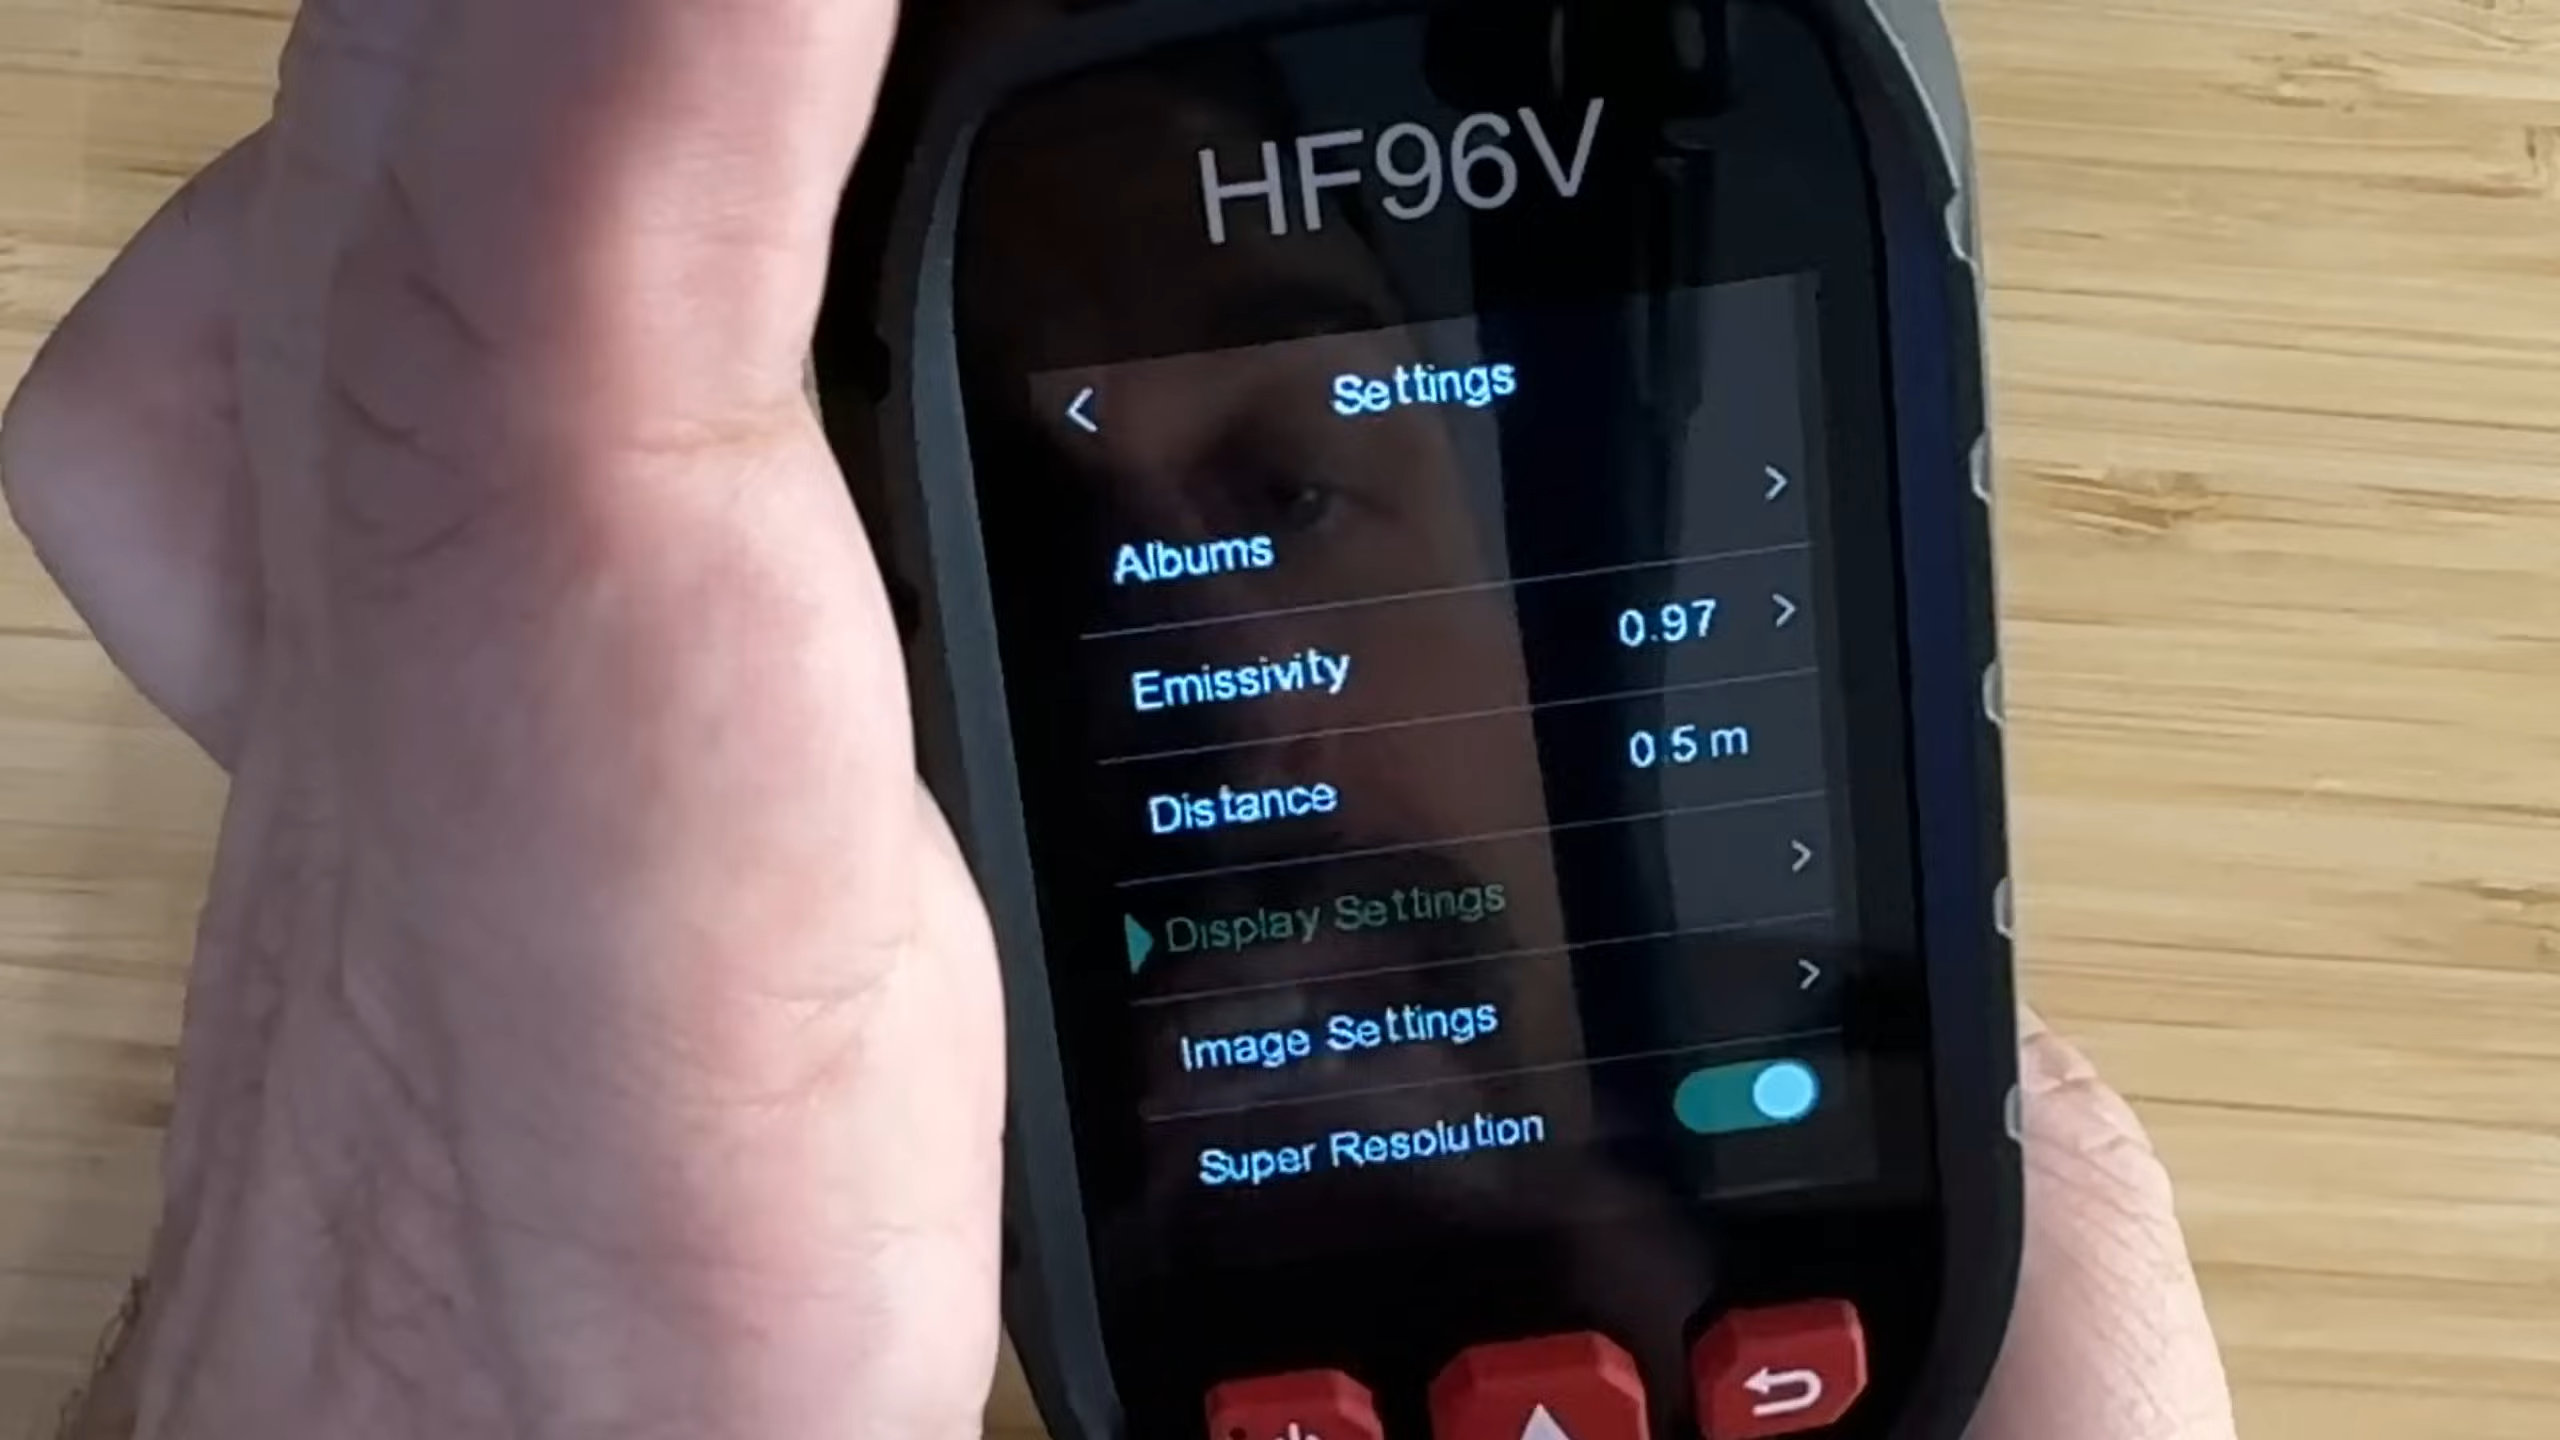 HF96V
Settings
Albums
Emissivity 0.97
Distance 0.5 m
Display Settings
Image Settings
Super Resolution